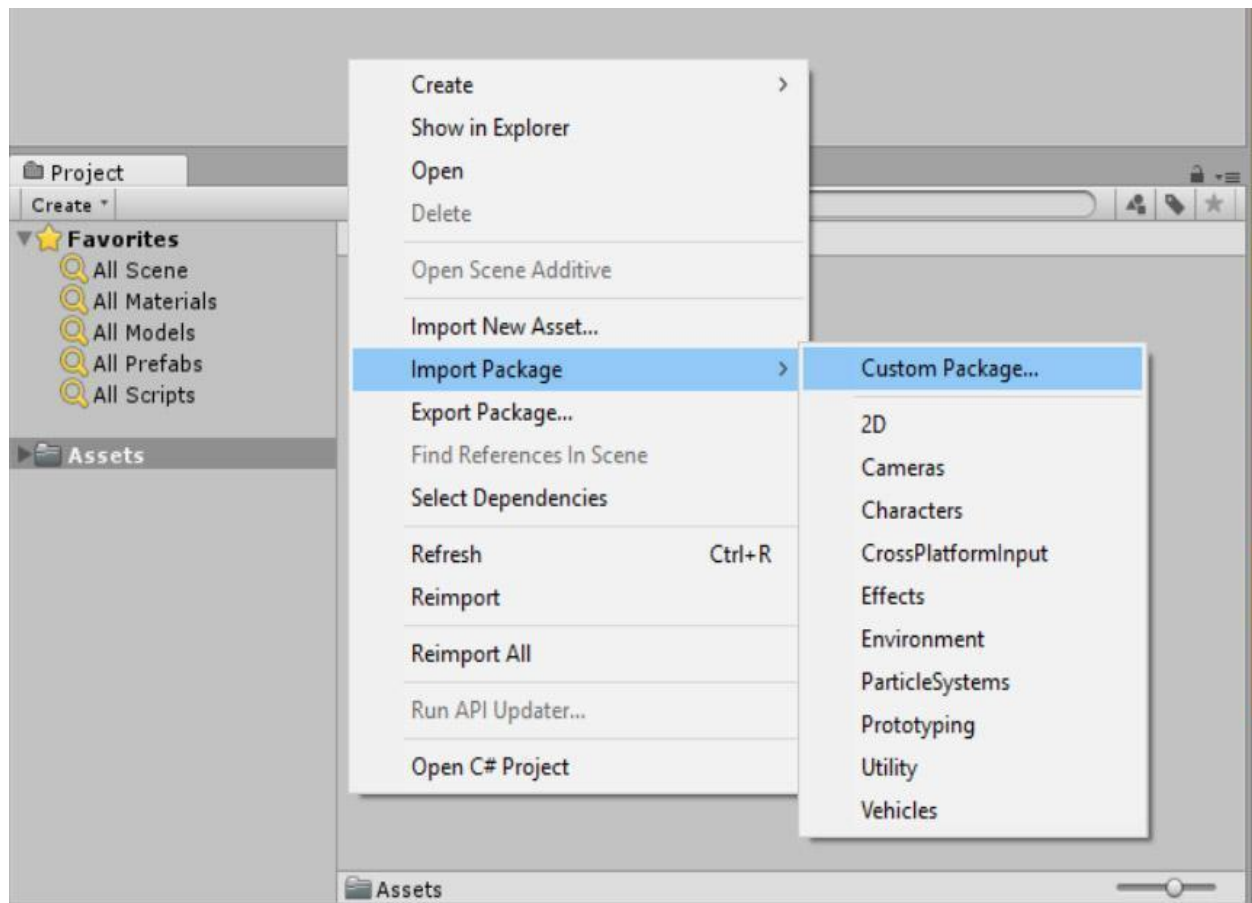 Project
Create
Favorites
All Scene
All Materials
All Models
All Prefabs
All Scripts
Assets
Create
Show in Explorer
Open
Delete
Open Scene Additive
Import New Asset...
Import Package
Export Package...
Find References In Scene
Select Dependencies
Refresh Ctrl+R
Reimport
Reimport All
Run API Updater...
Open C# Project
Custom Package...
2D
Cameras
Characters
CrossPlatformInput
Effects
Environment
ParticleSystems
Prototyping
Utility
Vehicles
Assets